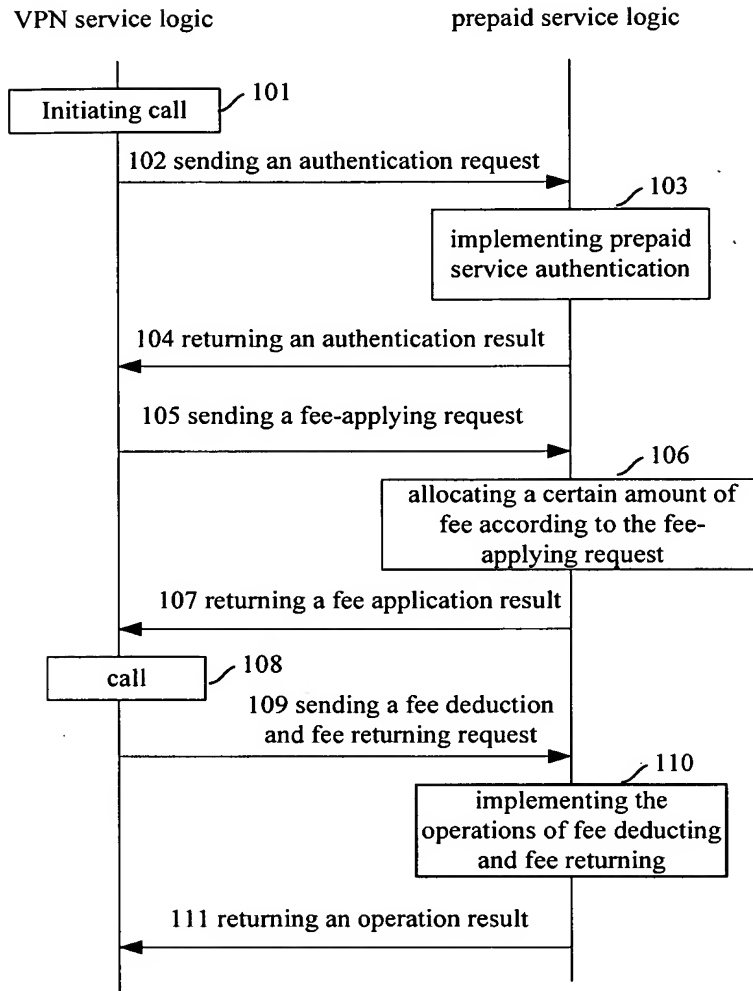 VPN service logic
prepaid service logic
Initiating call
101
102 sending an authentication request
103
implementing prepaid
service authentication
104 returning an authentication result
105 sending a fee-applying request
106
allocating a certain amount of
fee according to the fee-
applying request
107 returning a fee application result
call
108
109 sending a fee deduction
and fee returning request
110
implementing the
operations of fee deducting
and fee returning
111 returning an operation result